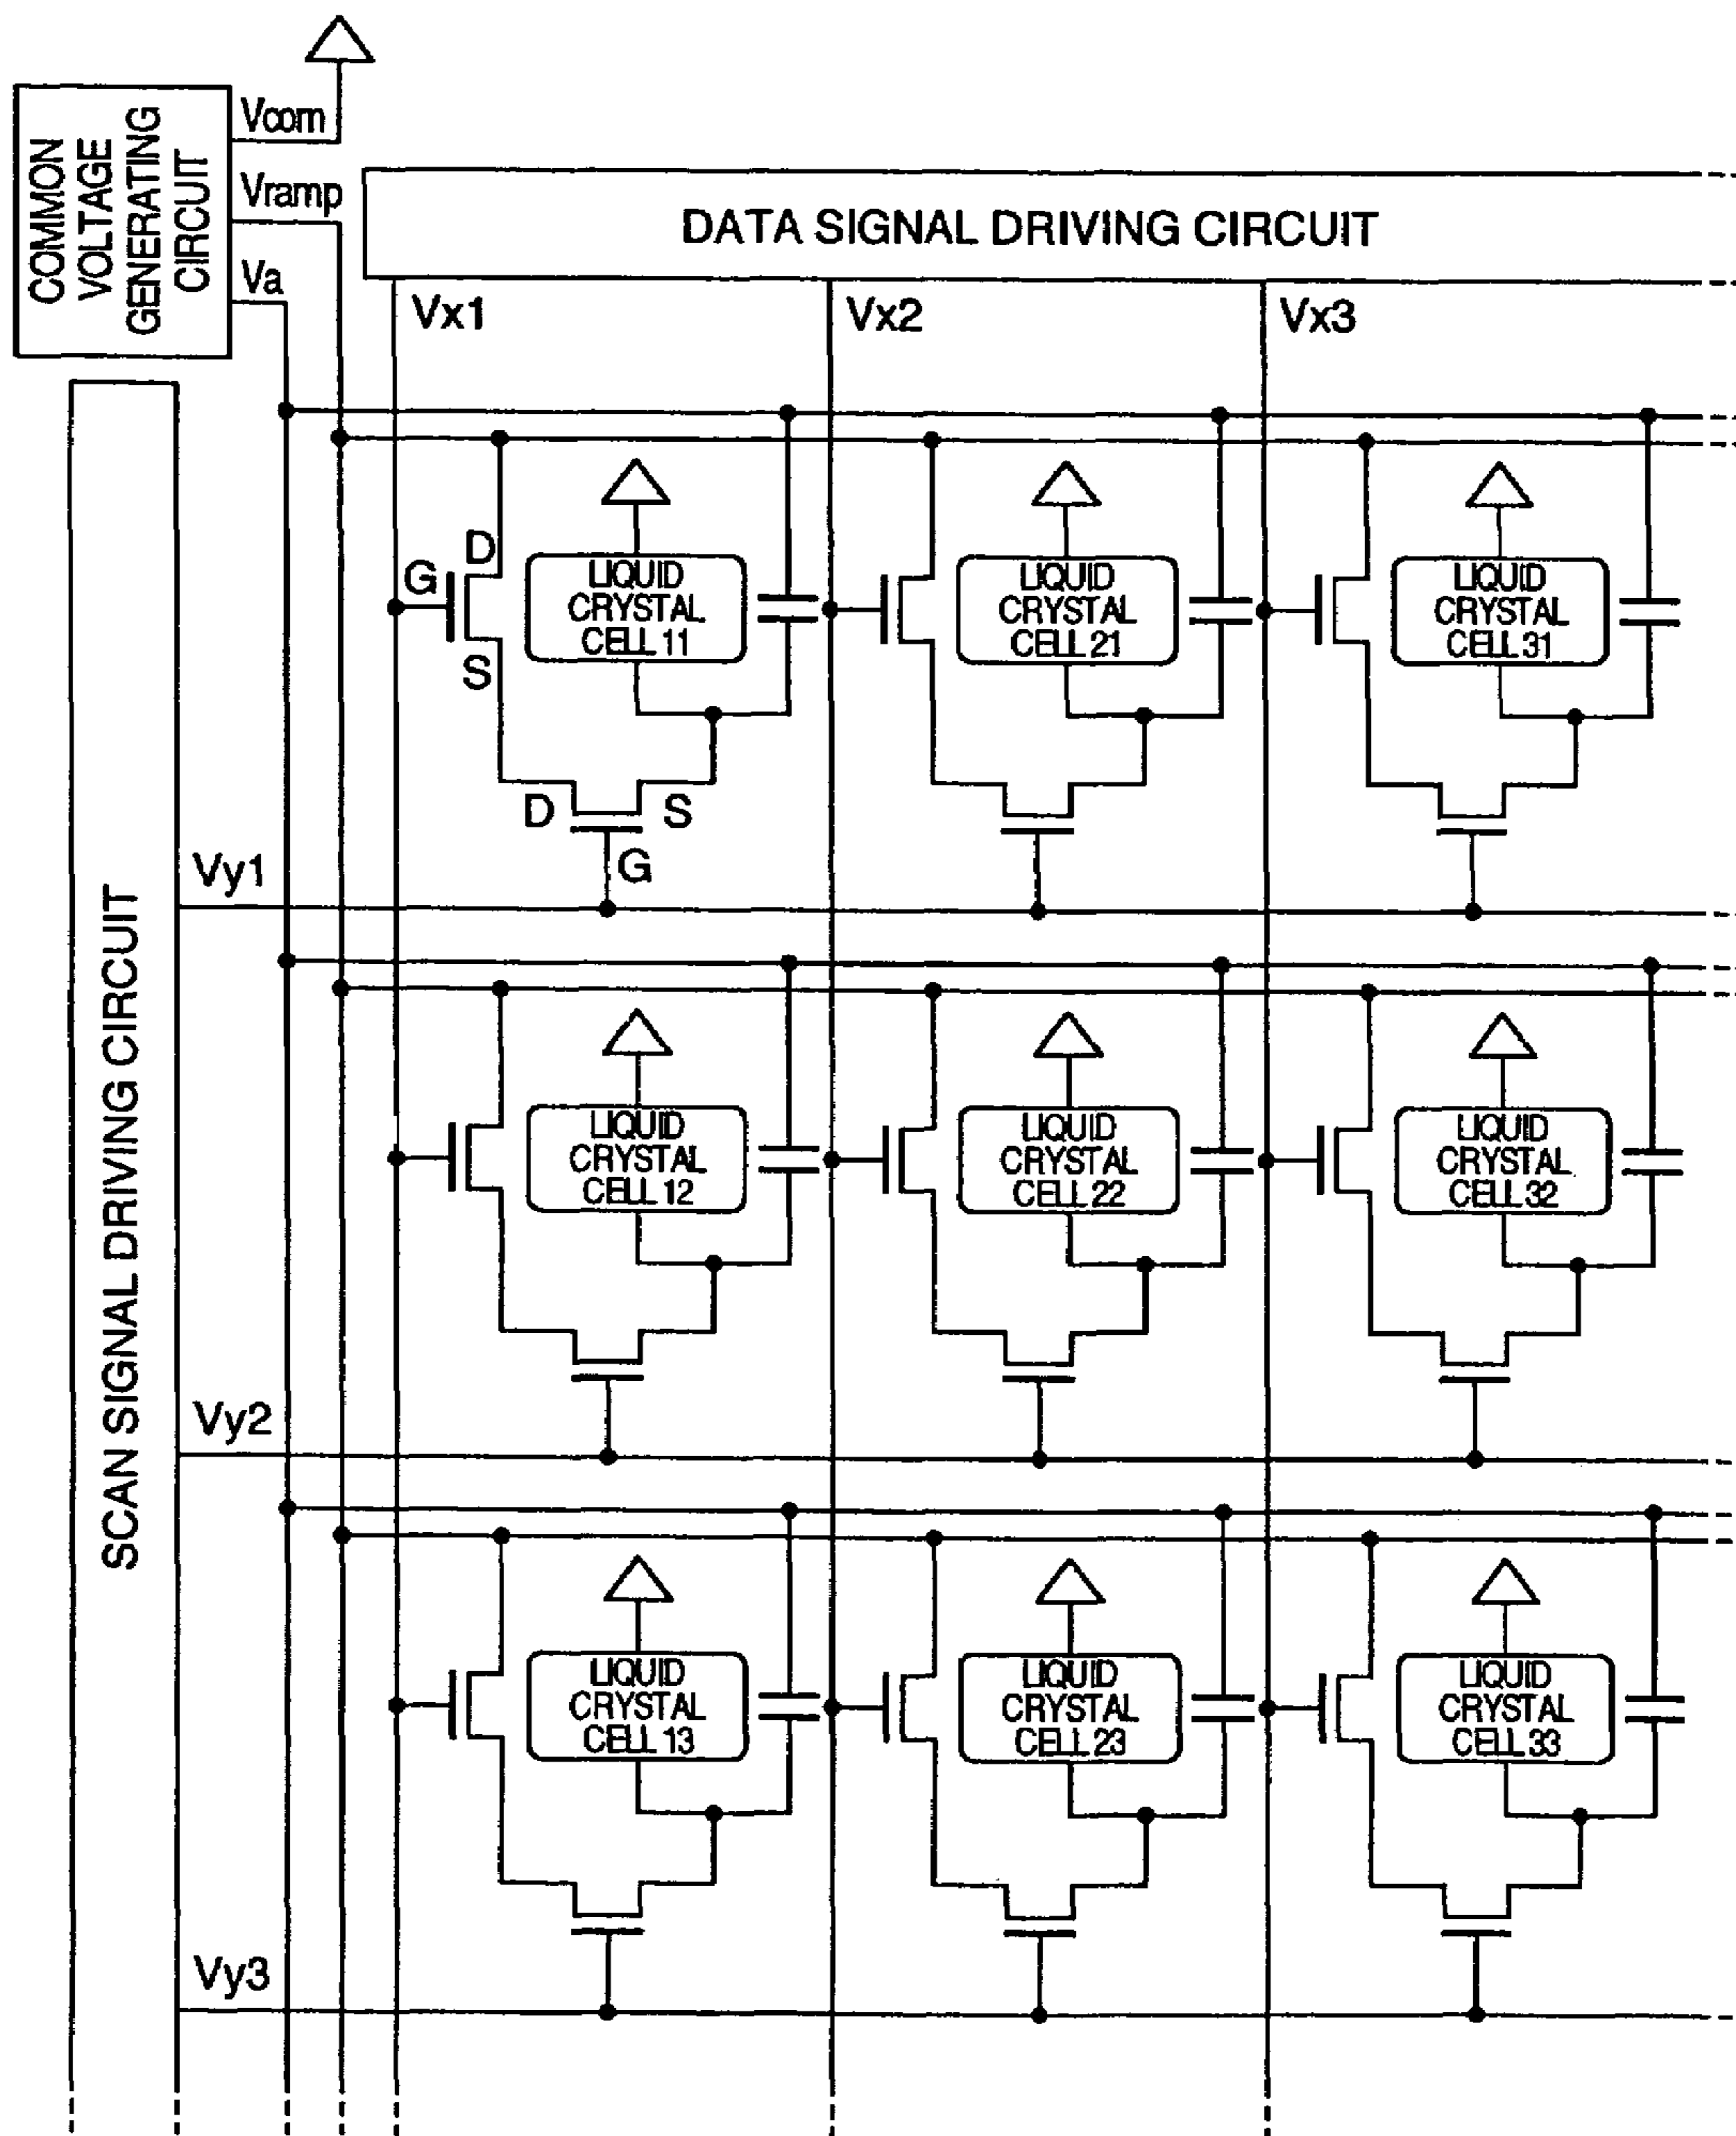 COMMON
VOLTAGE
GENERATING
CIRCUIT
Vcom
Vramp
Va
DATA SIGNAL DRIVING CIRCUIT
Vx1
Vx2
Vx3
SCAN SIGNAL DRIVING CIRCUIT
G
D
S
LIQUID
CRYSTAL
CELL 11
LIQUID
CRYSTAL
CELL 21
LIQUID
CRYSTAL
CELL 31
D
S
G
Vy1
LIQUID
CRYSTAL
CELL 12
LIQUID
CRYSTAL
CELL 22
LIQUID
CRYSTAL
CELL 32
Vy2
LIQUID
CRYSTAL
CELL 13
LIQUID
CRYSTAL
CELL 23
LIQUID
CRYSTAL
CELL 33
Vy3